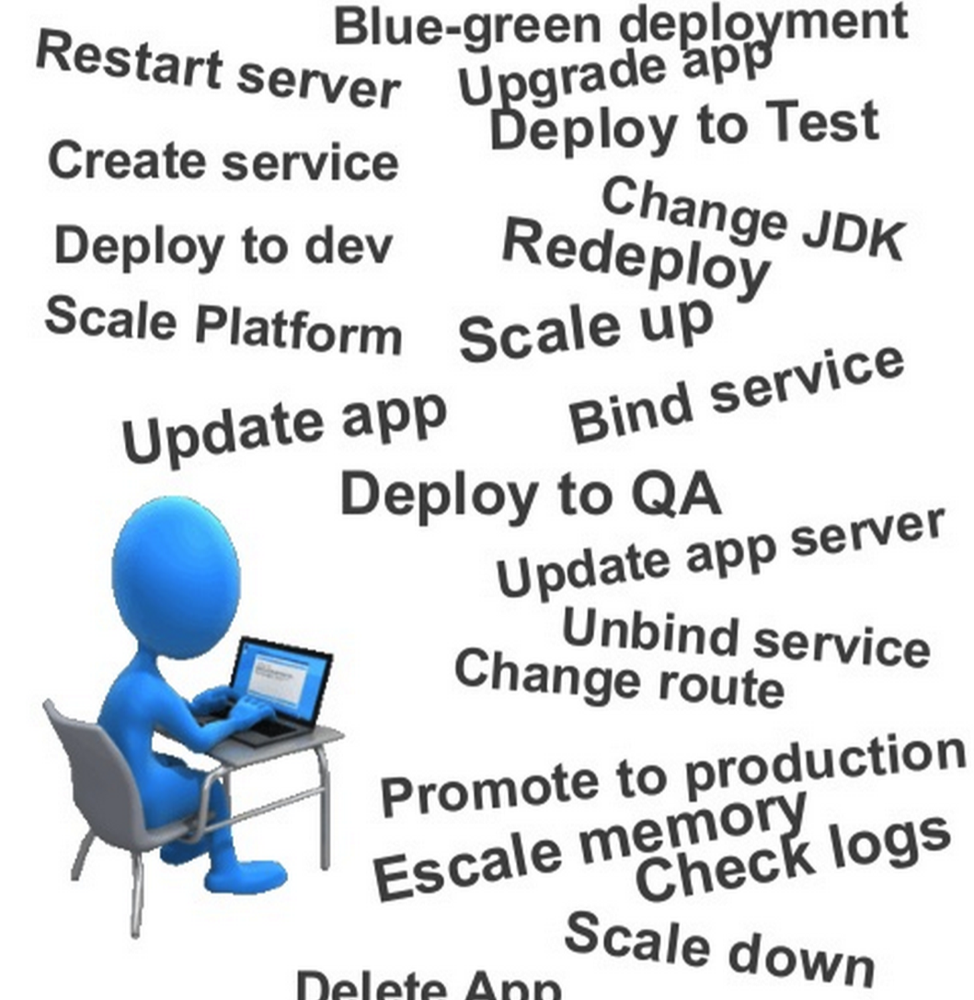 Blue-green deployment
Restart server
Upgrade app
Deploy to Test
Create service
Change JDK
Deploy to dev
Redeploy
Scale Platform
Scale up
Bind service
Update app
Deploy to QA
Update app server
Unbind service
Change route
Promote to production
Escale memory
Check logs
Scale down
Delete App